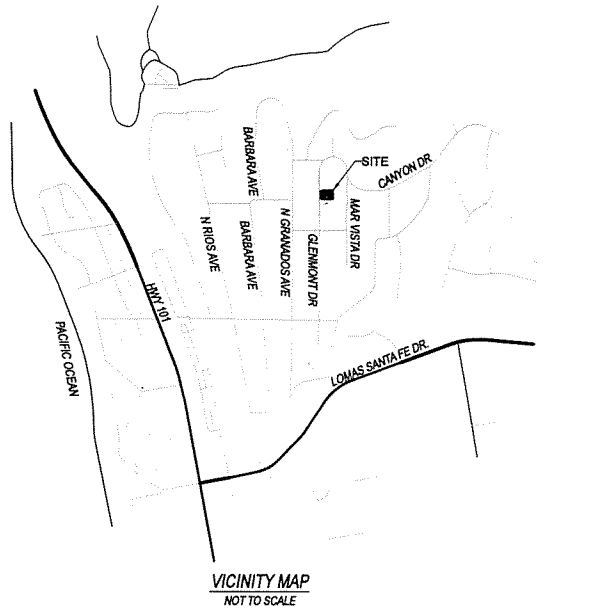 BARBARA AVE
SITE
CANYON DR
MAR VISTA DR
N RIOS AVE
BARBARA AVE
N GRANADOS AVE
GLENMONT DR
HWY 101
PACIFIC OCEAN
LOMAS SANTA FE DR.
VICINITY MAP
NOT TO SCALE